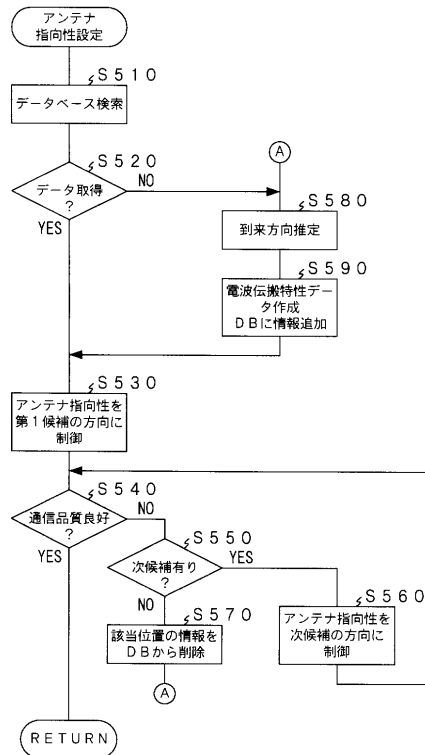 アンテナ
指向性設定
S510
データベース検索
S520
データ取得
?
NO
YES
A
S580
到来方向推定
S590
電波伝搬特性データ
作成
DBに情報追加
S530
アンテナ指向性を
第1候補の方向に
制御
S540
通信品質良好
?
NO
YES
S550
次候補有り
?
YES
NO
S560
アンテナ指向性を
次候補の方向に
制御
S570
該当位置の情報を
DBから削除
A
RETURN